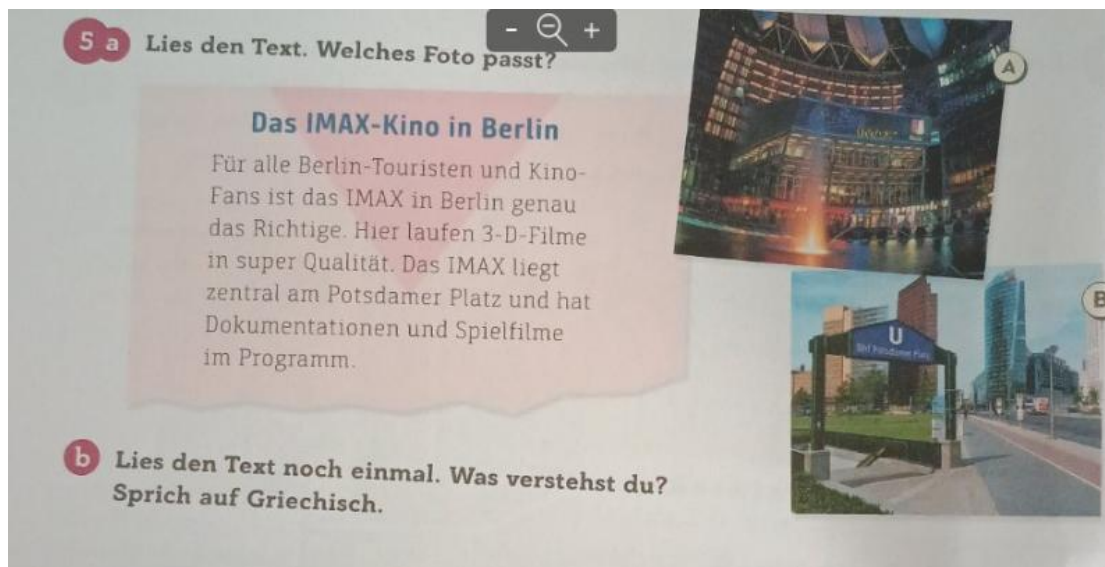 5 a Lies den Text. Welches Foto passt?
Das IMAX-Kino in Berlin
Für alle Berlin-Touristen und Kino-
Fans ist das IMAX in Berlin genau
das Richtige. Hier laufen 3-D-Filme
in super Qualität. Das IMAX liegt
zentral am Potsdamer Platz und hat
Dokumentationen und Spielfilme
im Programm.
A
U
Potsdamer Platz
B
b Lies den Text noch einmal. Was verstehst du?
Sprich auf Griechisch.